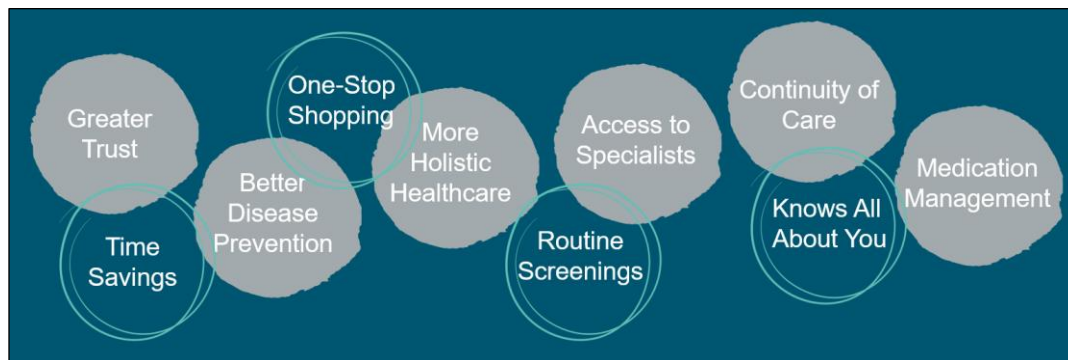 Greater
Trust
Time
Savings
Better
Disease
Prevention
One-Stop
Shopping
More
Holistic
Healthcare
Routine
Screenings
Access to
Specialists
Continuity of
Care
Knows All
About You
Medication
Management